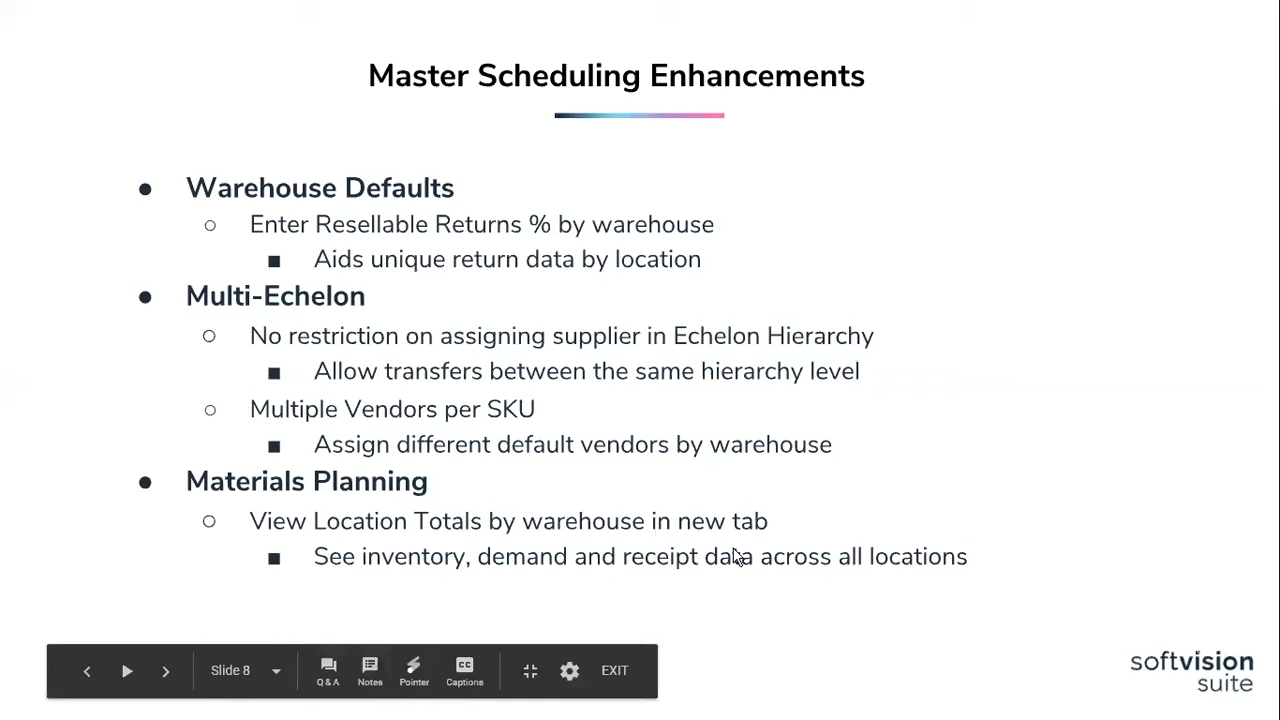 Master Scheduling Enhancements
Warehouse Defaults
Enter Resellable Returns % by warehouse
Aids unique return data by location
Multi-Echelon
No restriction on assigning supplier in Echelon Hierarchy
Allow transfers between the same hierarchy level
Multiple Vendors per SKU
Assign different default vendors by warehouse
Materials Planning
View Location Totals by warehouse in new tab
See inventory, demand and receipt data across all locations
Slide 8
Q & A
Notes
Pointer
CC
Captions
EXIT
softvision
suite